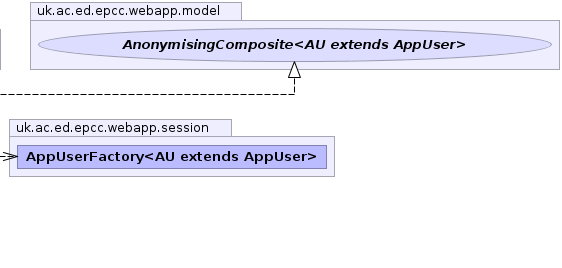 uk.ac.ed.epcc.webapp.model
AnonymisingComposite<AU extends AppUser>
uk.ac.ed.epcc.webapp.session
AppUserFactory<AU extends AppUser>